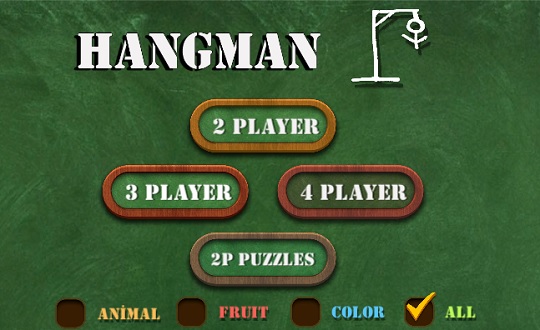 HANGMAN
2 PLAYER
3 PLAYER
4 PLAYER
2P PUZZLES
ANİMAL FRUIT COLOR ALL